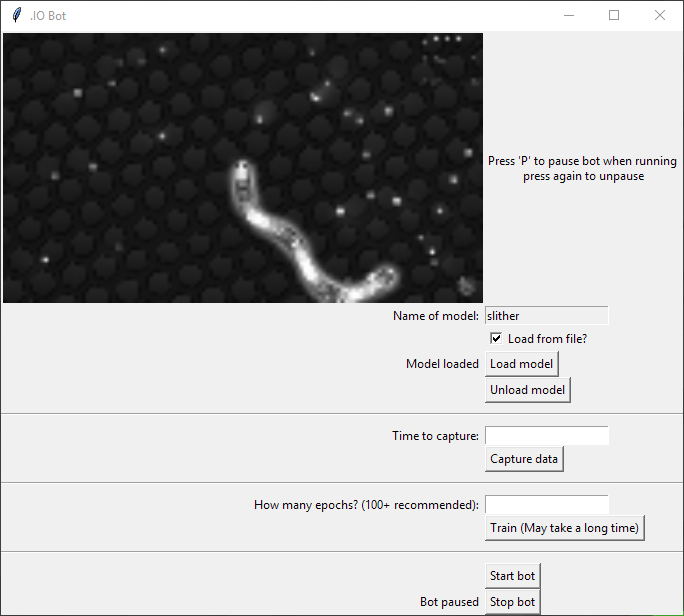 .IO Bot
Press 'P' to pause bot when running
press again to unpause
Name of model: slither
Load from file?
Model loaded Load model
Unload model
Time to capture:
Capture data
How many epochs? (100+ recommended):
Train (May take a long time)
Start bot
Bot paused Stop bot